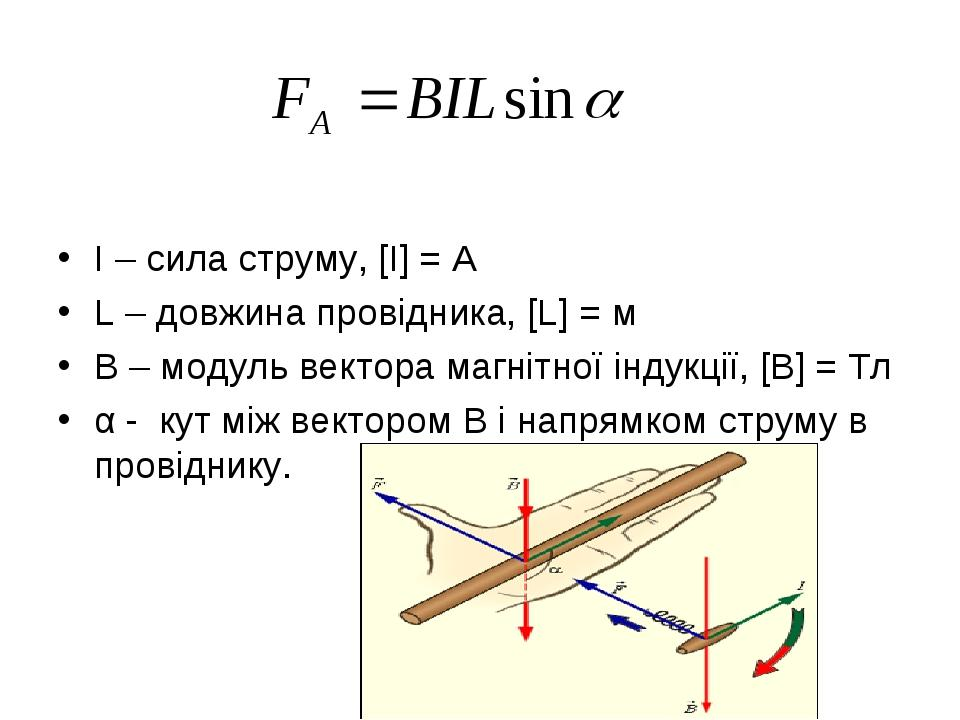 F_A = BIL sin α
• I – сила струму, [I] = А
• L – довжина провідника, [L] = м
• В – модуль вектора магнітної індукції, [В] = Тл
• α - кут між вектором В і напрямком струму в
провіднику.
F⃗ B⃗
α
F⃗ I
B⃗